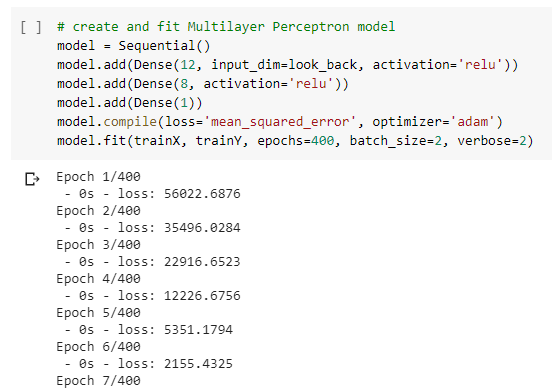 [ ] # create and fit Multilayer Perceptron model
model = Sequential()
model.add(Dense(12, input_dim=look_back, activation='relu'))
model.add(Dense(8, activation='relu'))
model.add(Dense(1))
model.compile(loss='mean_squared_error', optimizer='adam')
model.fit(trainX, trainY, epochs=400, batch_size=2, verbose=2)
Epoch 1/400
 - 0s - loss: 56022.6876
Epoch 2/400
 - 0s - loss: 35496.0284
Epoch 3/400
 - 0s - loss: 22916.6523
Epoch 4/400
 - 0s - loss: 12226.6756
Epoch 5/400
 - 0s - loss: 5351.1794
Epoch 6/400
 - 0s - loss: 2155.4325
Epoch 7/400